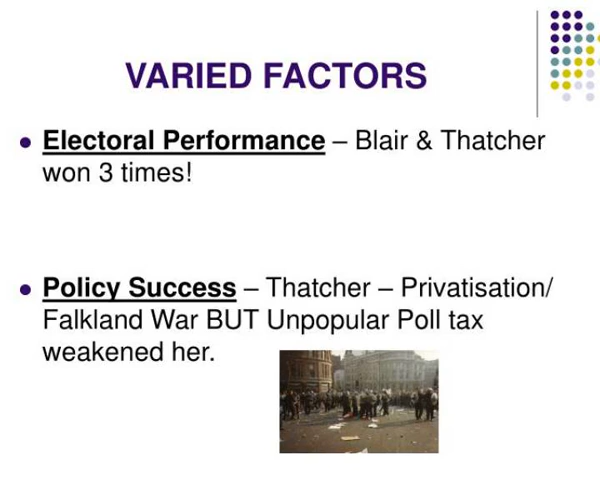 VARIED FACTORS
Electoral Performance – Blair & Thatcher
won 3 times!
Policy Success – Thatcher – Privatisation/
Falkland War BUT Unpopular Poll tax
weakened her.